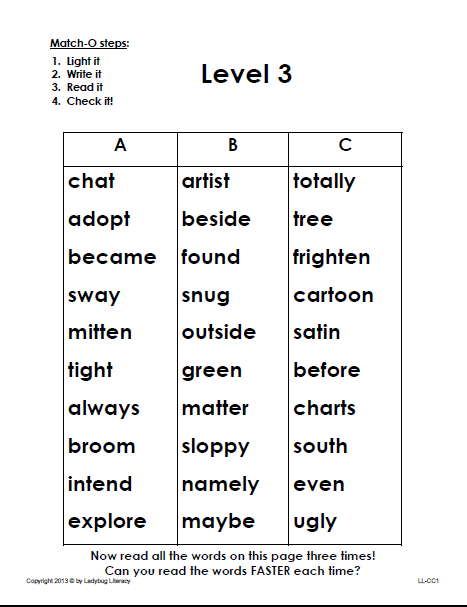 Match-O steps:
1. Light it
2. Write it
3. Read it
4. Check it!
Level 3
A B C
chat artist totally
adopt beside tree
became found frighten
sway snug cartoon
mitten outside satin
tight green before
always matter charts
broom sloppy south
intend namely even
explore maybe ugly
Now read all the words on this page three times!
Can you read the words FASTER each time?
Copyright 2013 © by Ladybug Literacy LL-CC1